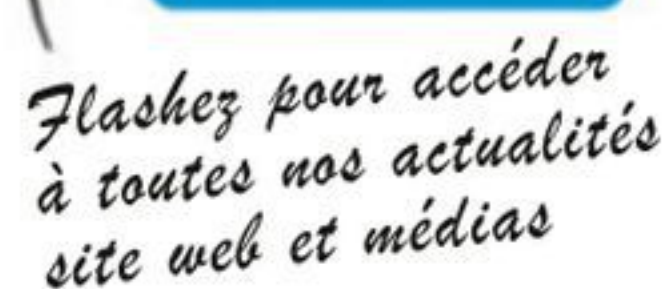 Flashez pour accéder
à toutes nos actualités
site web et médias